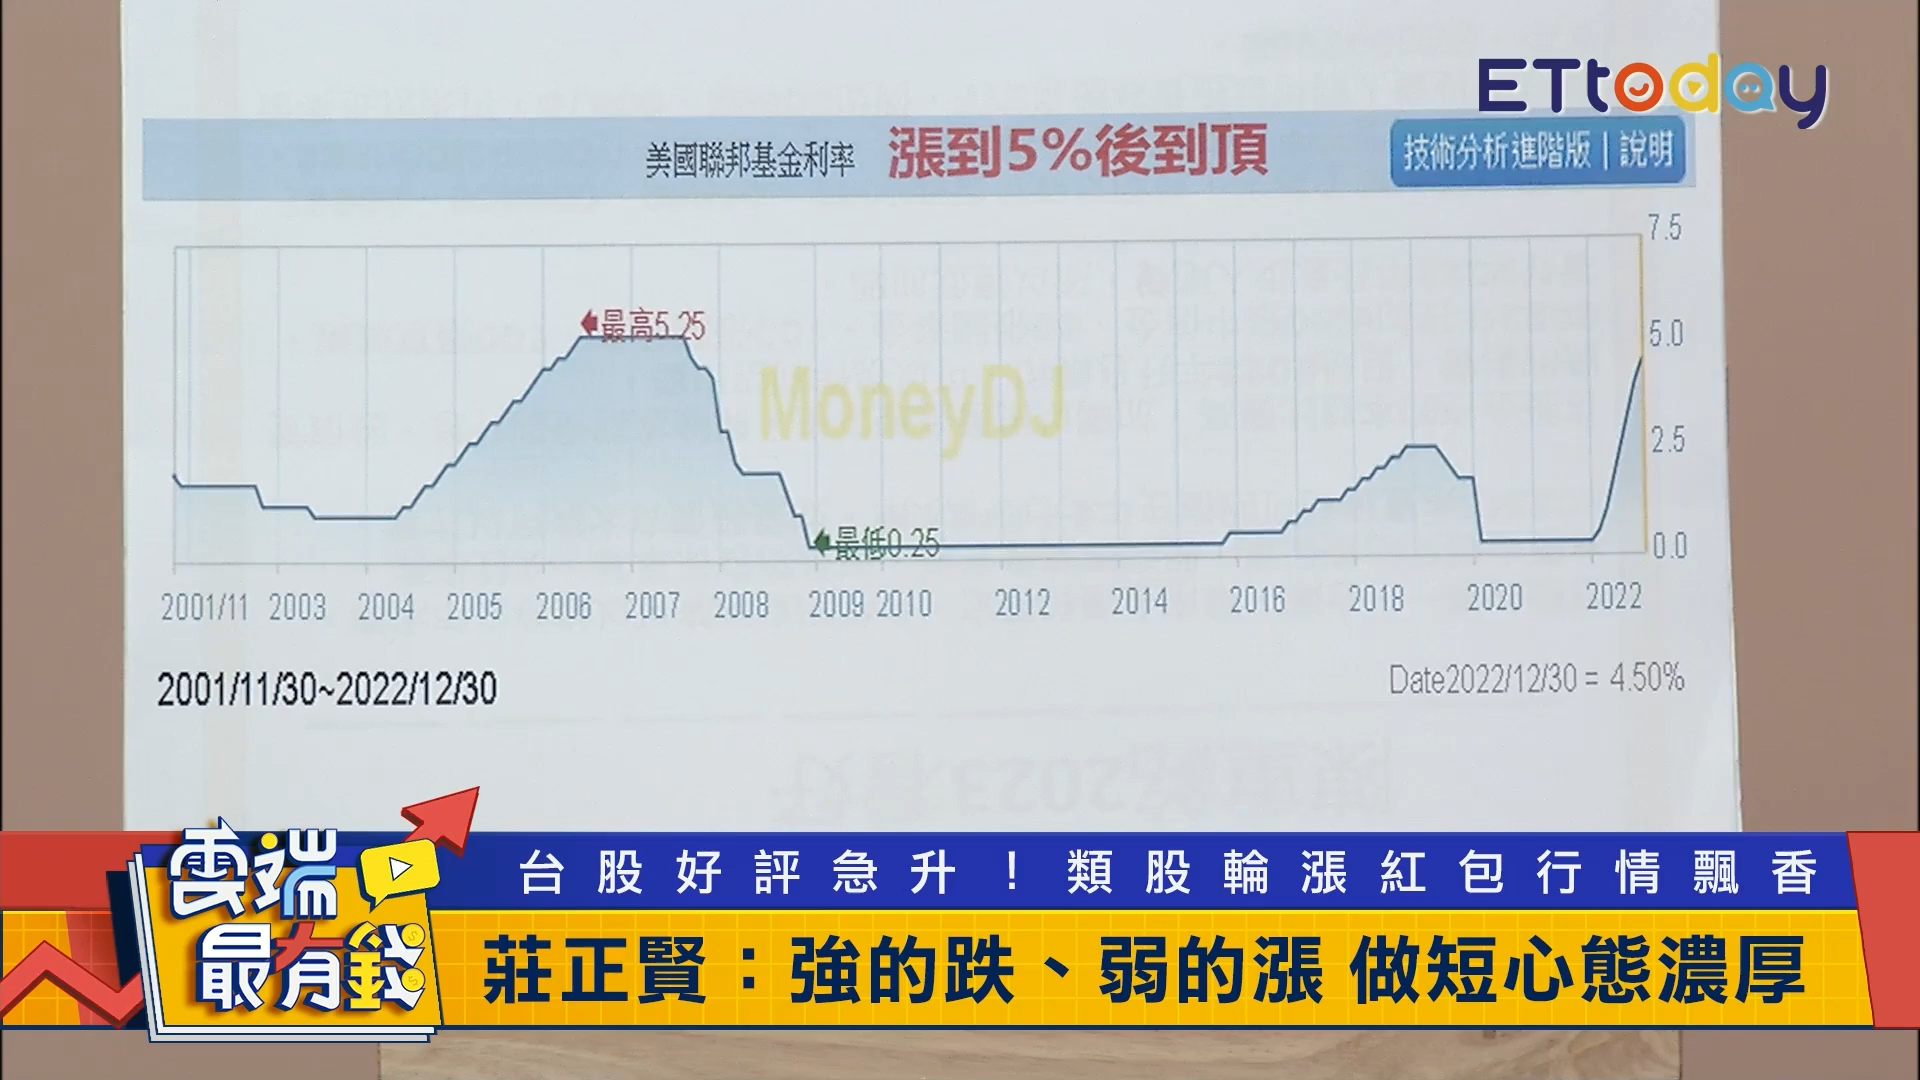 ETtoday
美國聯邦基金利率 漲到5%後到頂
技術分析進階版｜說明
7.5
最高5.25
5.0
MoneyDJ
2.5
最低0.25
0.0
2001/11 2003 2004 2005 2006 2007 2008 2009 2010 2012 2014 2016 2018 2020 2022
2001/11/30~2022/12/30
Date2022/12/30 = 4.50%
雲端最有錢
台股好評急升！類股輪漲紅包行情飄香
莊正賢：強的跌、弱的漲 做短心態濃厚